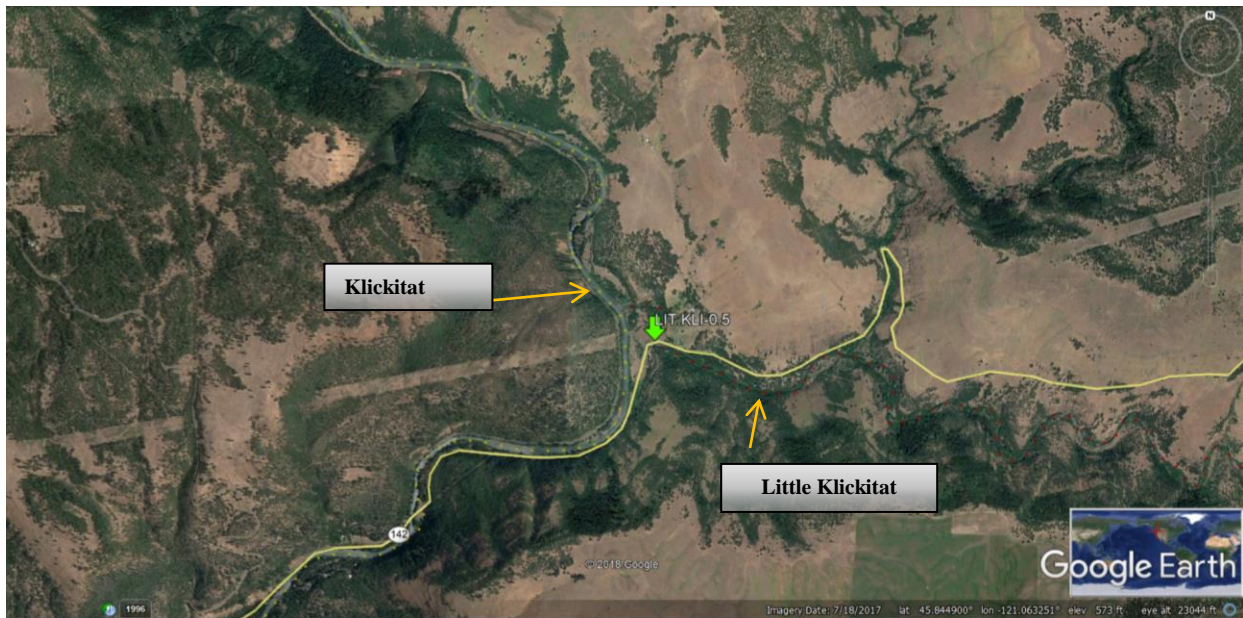 N
Klickitat
LIT KLI-0.5
Little Klickitat
142
© 2018 Google
Google Earth
1996
Imagery Date: 7/18/2017 lat 45.844900° lon -121.063251° elev 573 ft eye alt 23044 ft